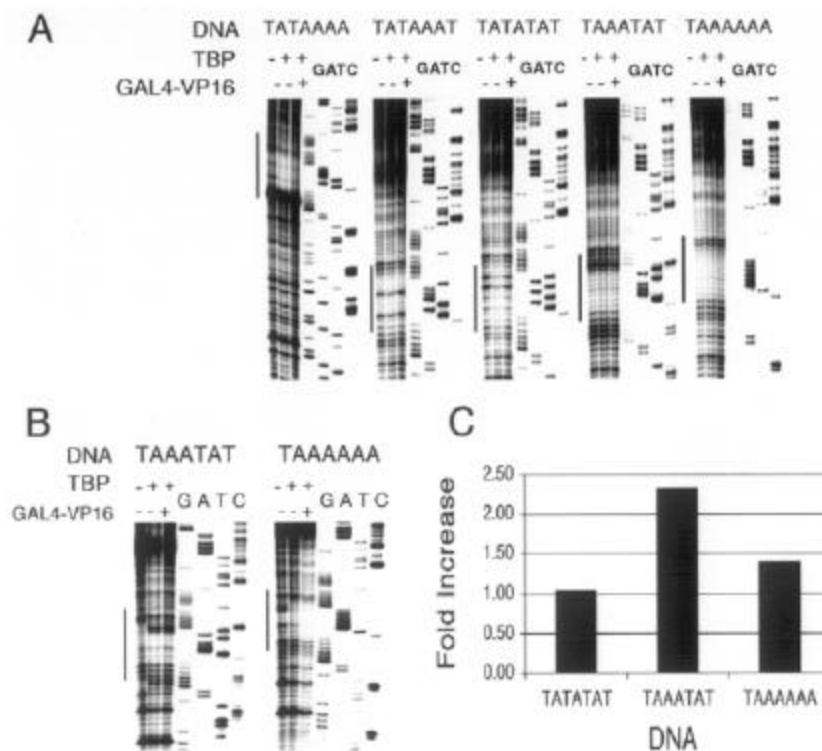 A
DNA TATAAAA TATAAAT TATATAT TAAATAT TAAAAAA
TBP - + + - + + - + + - + + - + +
GAL4-VP16 - - + - - + - - + - - + - - +
GATC GATC GATC GATC GATC
B
DNA TAAATAT TAAAAAA
TBP - + + - + +
GAL4-VP16 - - + - - +
G A T C G A T C
C
Fold Increase
2.50
2.00
1.50
1.00
0.50
0.00
TATATAT TAAATAT TAAAAAA
DNA